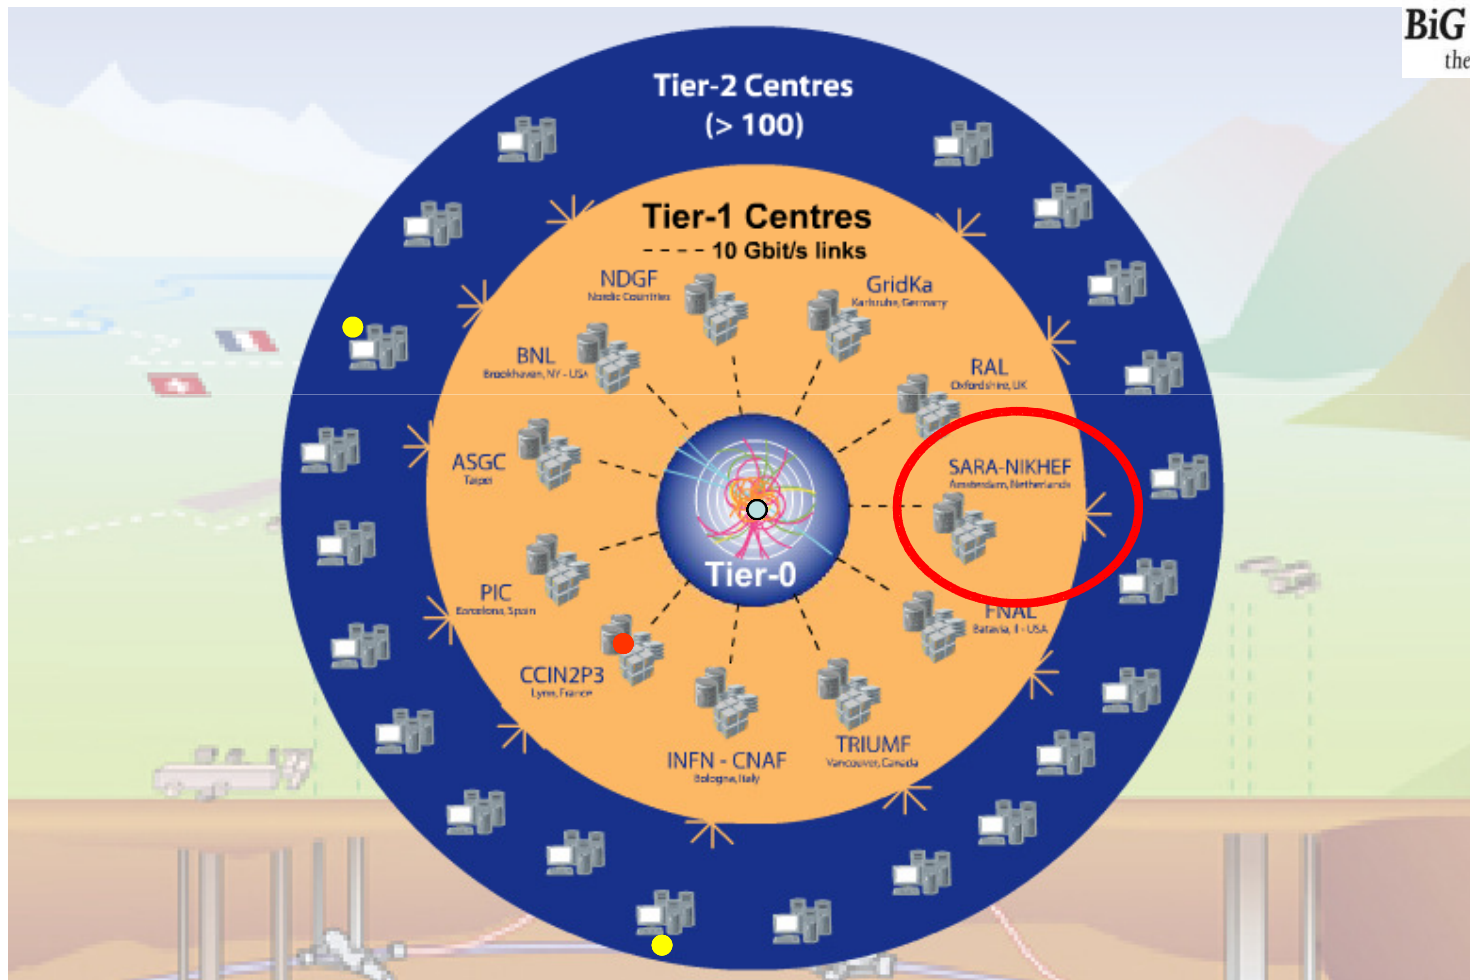 BiG
the
Tier-2 Centres
(> 100)
Tier-1 Centres
---- 10 Gbit/s links
NDGF
Nordic Countries
GridKa
Karlsruhe, Germany
BNL
Brookhaven, NY - USA
RAL
Oxfordshire, UK
ASGC
Taipei
SARA-NIKHEF
Amsterdam, Netherlands
Tier-0
PIC
Barcelona, Spain
FNAL
Batavia, Il - USA
CCIN2P3
Lyon, France
INFN - CNAF
Bologna, Italy
TRIUMF
Vancouver, Canada